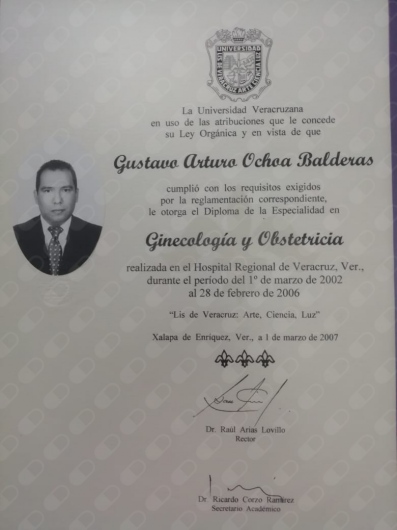 La Universidad Veracruzana
en uso de las atribuciones que le concede
su Ley Orgánica y en vista de que
Gustavo Arturo Ochoa Balderas
cumplió con los requisitos exigidos
por la reglamentación correspondiente,
le otorga el Diploma de la Especialidad en
Ginecología y Obstetricia
realizada en el Hospital Regional de Veracruz, Ver.,
durante el período del 1º de marzo de 2002
al 28 de febrero de 2006
"Lis de Veracruz: Arte, Ciencia, Luz"
Xalapa de Enríquez, Ver., a 1 de marzo de 2007
Dr. Raúl Arias Lovillo
Rector
Dr. Ricardo Corzo Ramírez
Secretario Académico